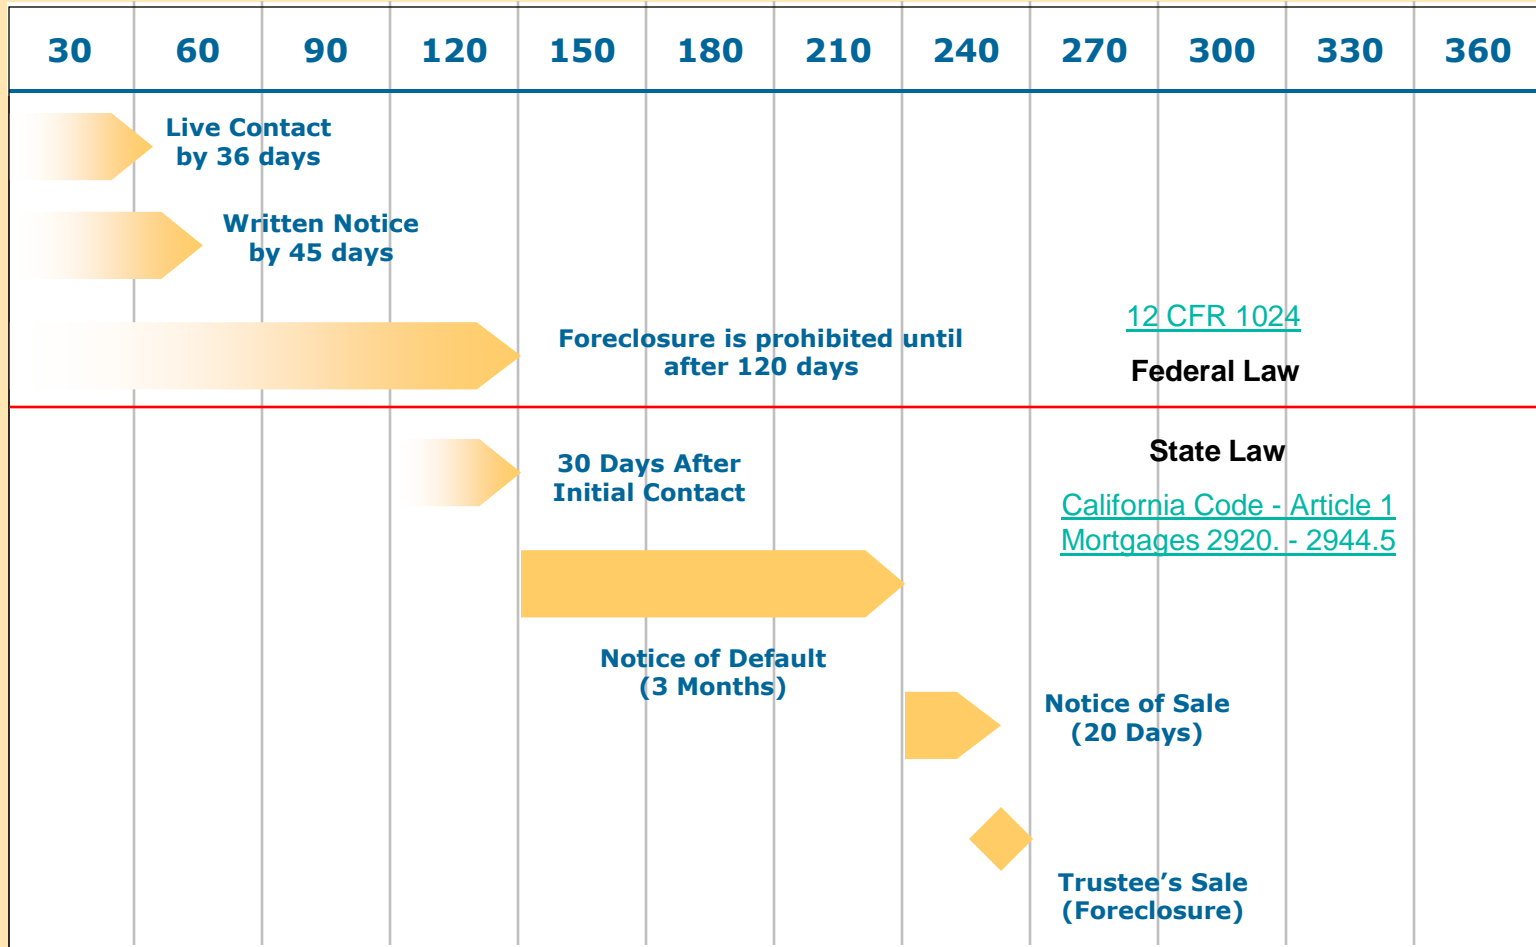 30 60 90 120 150 180 210 240 270 300 330 360
Live Contact
by 36 days
Written Notice
by 45 days
Foreclosure is prohibited until
after 120 days
12 CFR 1024
Federal Law
State Law
30 Days After
Initial Contact
California Code - Article 1
Mortgages 2920. - 2944.5
Notice of Default
(3 Months)
Notice of Sale
(20 Days)
Trustee’s Sale
(Foreclosure)